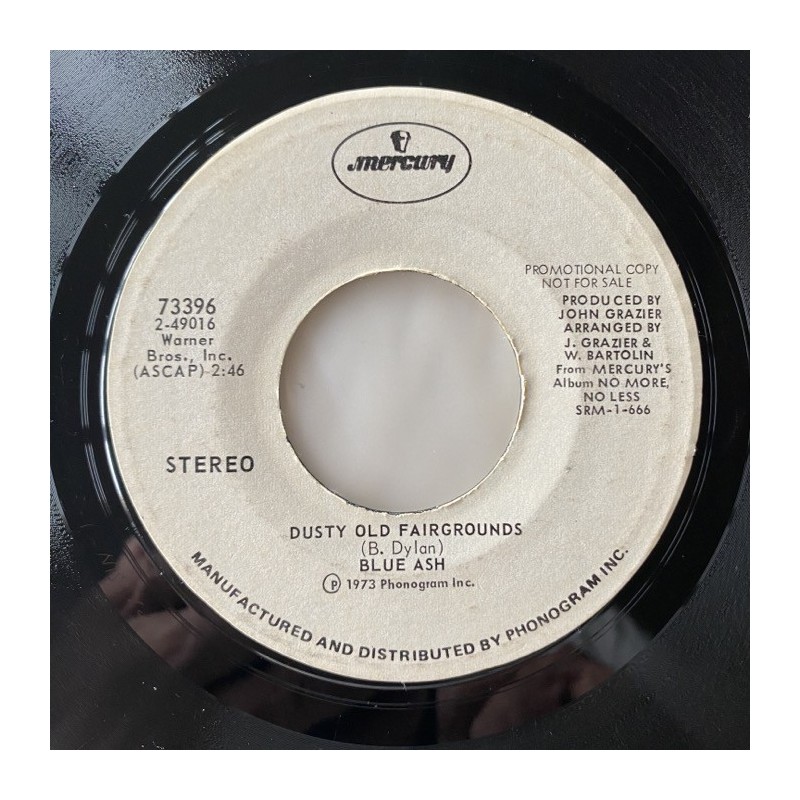 mercury
PROMOTIONAL COPY
NOT FOR SALE
PRODUCED BY
JOHN GRAZIER
ARRANGED BY
J. GRAZIER &
W. BARTOLIN
From MERCURY'S
Album NO MORE,
NO LESS
SRM-1-666
73396
2-49016
Warner
Bros., Inc.
(ASCAP)-2:46
STEREO
DUSTY OLD FAIRGROUNDS
(B. Dylan)
BLUE ASH
Ⓟ 1973 Phonogram Inc.
MANUFACTURED AND DISTRIBUTED BY PHONOGRAM INC.